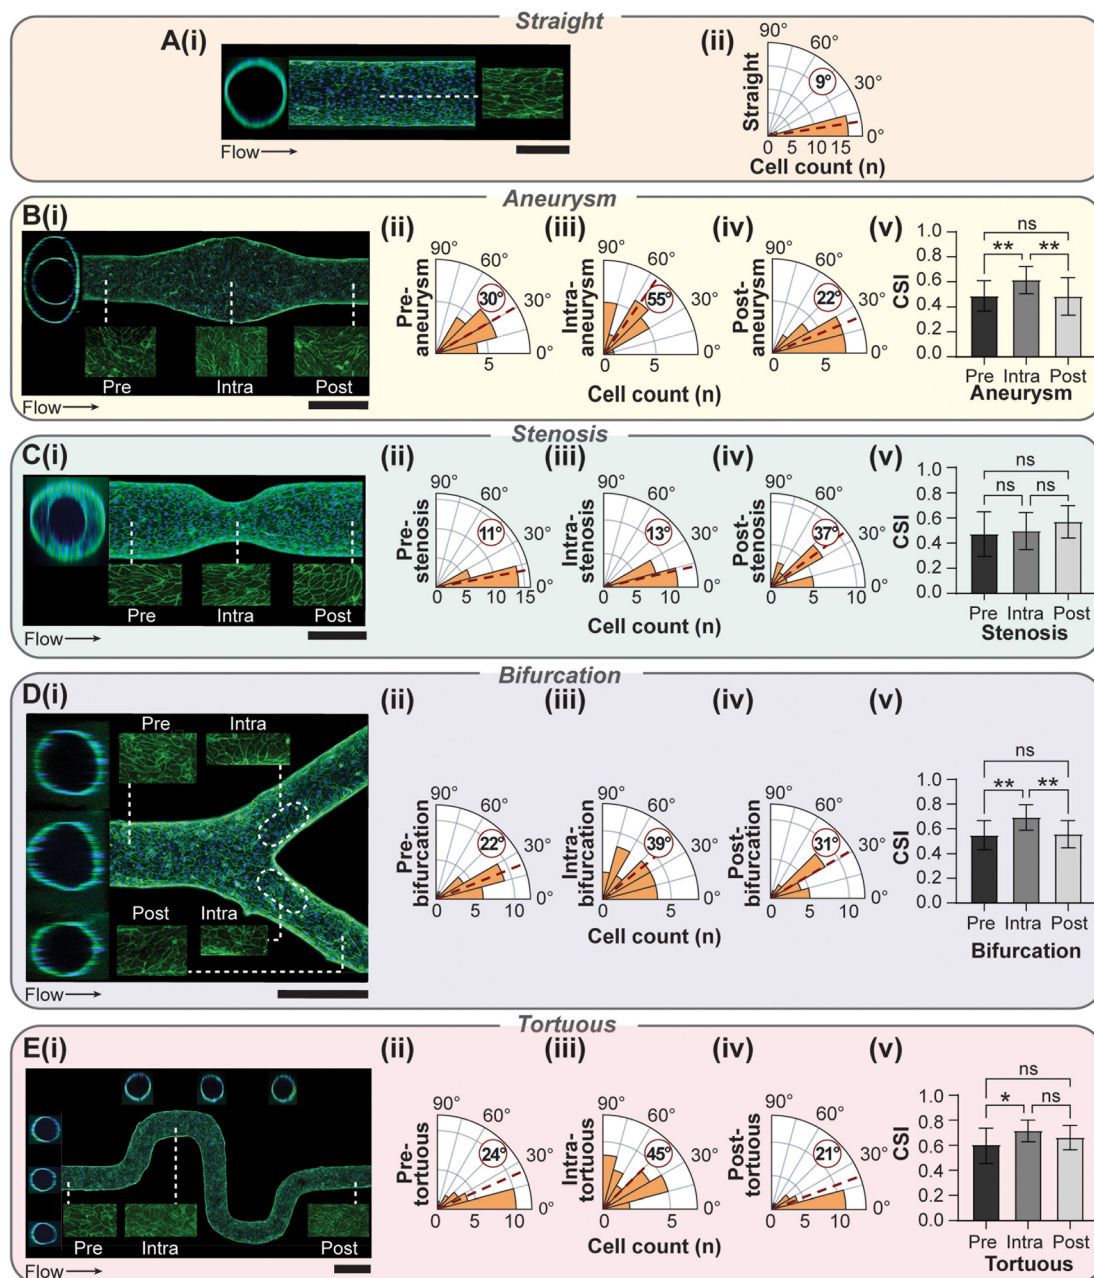 Straight
A(i)
Flow
(ii)
Straight
90°
60°
30°
0°
9°
0 5 10 15
Cell count (n)
Aneurysm
B(i)
Pre
Intra
Post
Flow
(ii)
Pre-
aneurysm
90°
60°
30°
0°
30°
5
(iii)
Intra-
aneurysm
90°
60°
30°
0°
55°
0 5
Cell count (n)
(iv)
Post-
aneurysm
90°
60°
30°
0°
22°
0 5
(v)
CSI
1.0
0.8
0.6
0.4
0.2
0.0
ns
** **
Pre Intra Post
Aneurysm
Stenosis
C(i)
Pre
Intra
Post
Flow
(ii)
Pre-
stenosis
90°
60°
30°
0°
11°
0 5 10 15
(iii)
Intra-
stenosis
90°
60°
30°
0°
13°
0 5 10
Cell count (n)
(iv)
Post-
stenosis
90°
60°
30°
0°
37°
0 5 10
(v)
CSI
1.0
0.8
0.6
0.4
0.2
0.0
ns
ns ns
Pre Intra Post
Stenosis
Bifurcation
D(i)
Pre
Intra
Post
Intra
Flow
(ii)
Pre-
bifurcation
90°
60°
30°
0°
22°
0 5 10
(iii)
Intra-
bifurcation
90°
60°
30°
0°
39°
0 5
Cell count (n)
(iv)
Post-
bifurcation
90°
60°
30°
0°
31°
0 5 10
(v)
CSI
1.0
0.8
0.6
0.4
0.2
0.0
ns
** **
Pre Intra Post
Bifurcation
Tortuous
E(i)
Pre
Intra
Post
Flow
(ii)
Pre-
tortuous
90°
60°
30°
0°
24°
0 5 10
(iii)
Intra-
tortuous
90°
60°
30°
0°
45°
0 5
Cell count (n)
(iv)
Post-
tortuous
90°
60°
30°
0°
21°
0 5 10
(v)
CSI
1.0
0.8
0.6
0.4
0.2
0.0
ns
* ns
Pre Intra Post
Tortuous